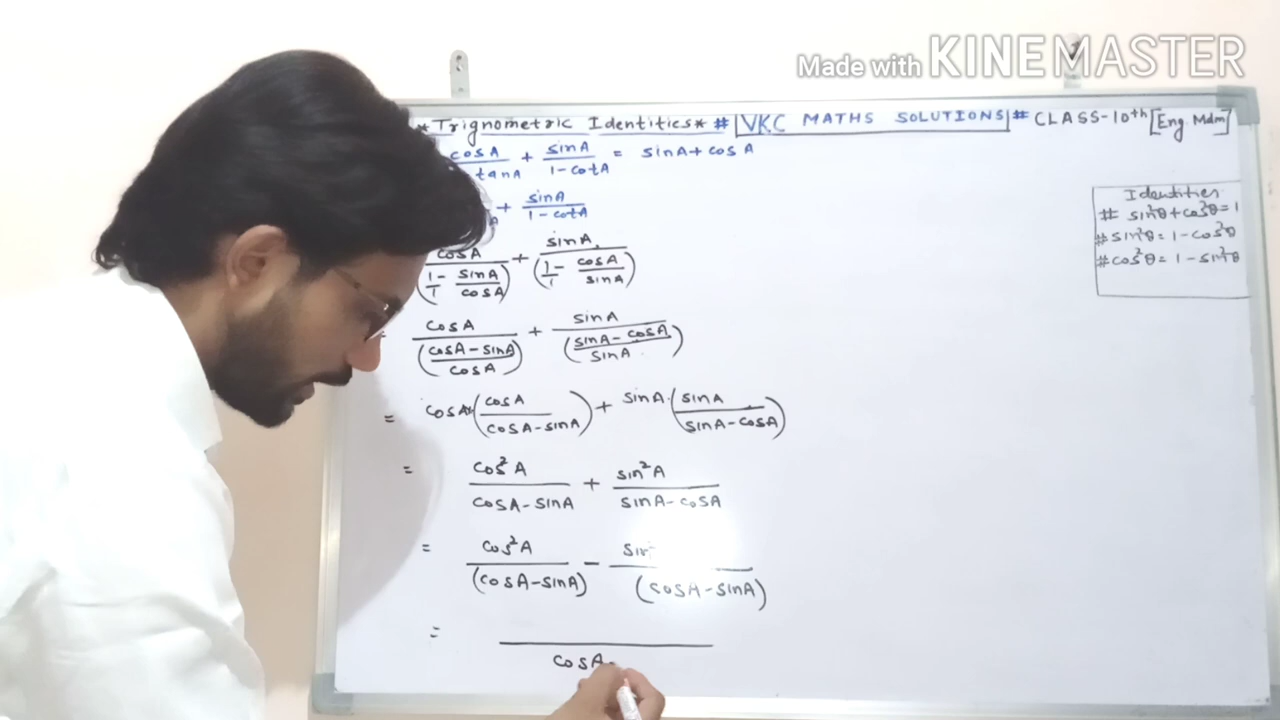 Made with KINEMASTER
*Trignometric Identities* # VKC MATHS SOLUTIONS # CLASS-10th [Eng. Mdm]
cosA / tanA + sinA / 1-cotA = sinA+cosA
+ sinA / 1-cotA
cosA / (1/1 - sinA/cosA) + sinA / (1/1 - cosA/sinA)
cosA / ((cosA-sinA)/cosA) + sinA / ((sinA-cosA)/sinA)
= cosA×(cosA / cosA-sinA) + sinA.(sinA / sinA-cosA)
= cos²A / cosA-sinA + sin²A / sinA-cosA
= cos²A / (cosA-sinA) - sin / (cosA-sinA)
= / cosA
Identities
# sin²θ+cos²θ=1
# sin²θ = 1-cos²θ
# cos²θ = 1-sin²θ